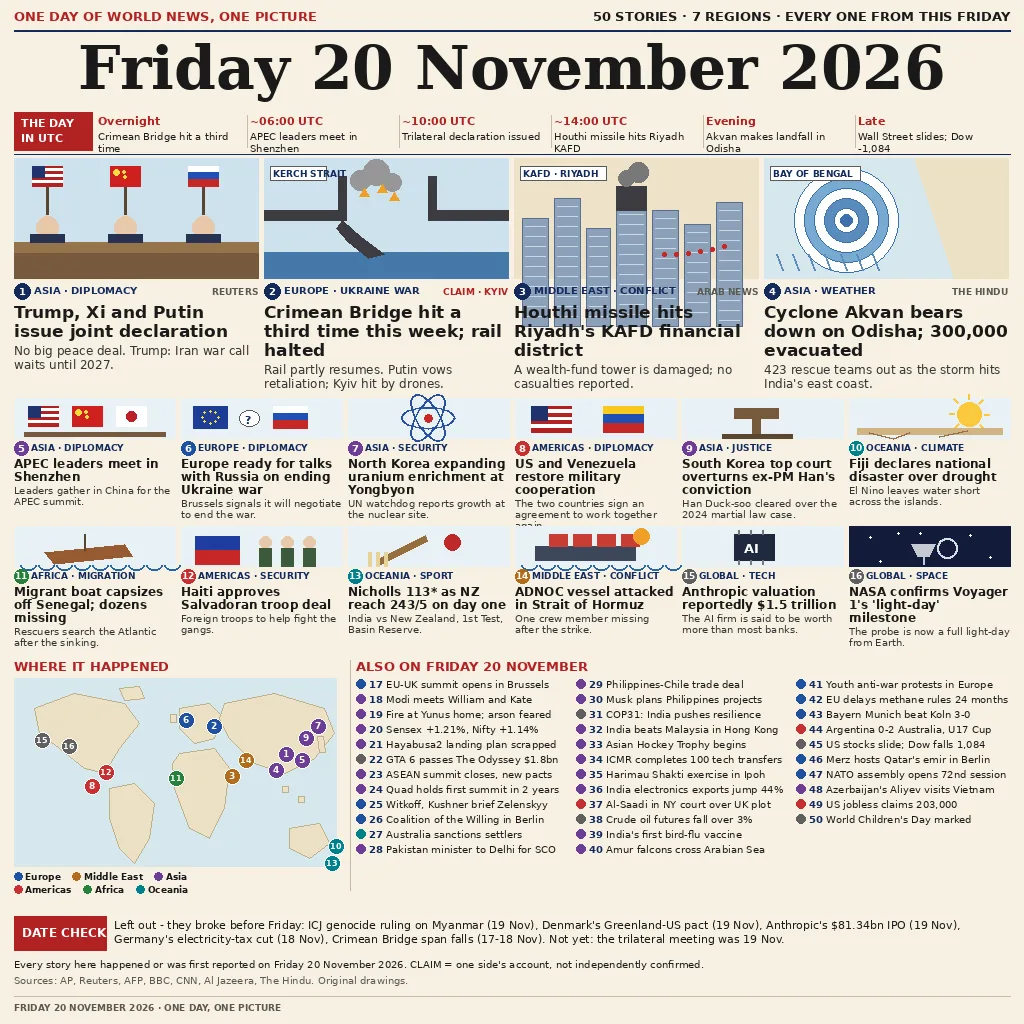 ONE DAY OF WORLD NEWS, ONE PICTURE
50 STORIES · 7 REGIONS · EVERY ONE FROM THIS FRIDAY
Friday 20 November 2026
THE DAY
IN UTC
Overnight
Crimean Bridge hit a third
time
~06:00 UTC
APEC leaders meet in
Shenzhen
~10:00 UTC
Trilateral declaration issued
~14:00 UTC
Houthi missile hits Riyadh
KAFD
Evening
Akvan makes landfall in
Odisha
Late
Wall Street slides; Dow
-1,084
KERCH STRAIT
KAFD · RIYADH
BAY OF BENGAL
1 ASIA · DIPLOMACY
REUTERS
Trump, Xi and Putin
issue joint declaration
No big peace deal. Trump: Iran war call
waits until 2027.
2 EUROPE · UKRAINE WAR
CLAIM · KYIV
Crimean Bridge hit a
third time this week; rail
halted
Rail partly resumes. Putin vows
retaliation; Kyiv hit by drones.
3 MIDDLE EAST · CONFLICT
ARAB NEWS
Houthi missile hits
Riyadh's KAFD financial
district
A wealth-fund tower is damaged; no
casualties reported.
4 ASIA · WEATHER
THE HINDU
Cyclone Akvan bears
down on Odisha; 300,000
evacuated
423 rescue teams out as the storm hits
India's east coast.
?
5 ASIA · DIPLOMACY
APEC leaders meet in
Shenzhen
Leaders gather in China for the
APEC summit.
6 EUROPE · DIPLOMACY
Europe ready for talks
with Russia on ending
Ukraine war
Brussels signals it will negotiate
to end the war.
7 ASIA · SECURITY
North Korea expanding
uranium enrichment at
Yongbyon
UN watchdog reports growth at
the nuclear site.
8 AMERICAS · DIPLOMACY
US and Venezuela
restore military
cooperation
The two countries sign an
agreement to work together
again.
9 ASIA · JUSTICE
South Korea top court
overturns ex-PM Han's
conviction
Han Duck-soo cleared over the
2024 martial law case.
10 OCEANIA · CLIMATE
Fiji declares national
disaster over drought
El Nino leaves water short
across the islands.
AI
11 AFRICA · MIGRATION
Migrant boat capsizes
off Senegal; dozens
missing
Rescuers search the Atlantic
after the sinking.
12 AMERICAS · SECURITY
Haiti approves
Salvadoran troop deal
Foreign troops to help fight the
gangs.
13 OCEANIA · SPORT
Nicholls 113* as NZ
reach 243/5 on day one
India vs New Zealand, 1st Test,
Basin Reserve.
14 MIDDLE EAST · CONFLICT
ADNOC vessel attacked
in Strait of Hormuz
One crew member missing
after the strike.
15 GLOBAL · TECH
Anthropic valuation
reportedly $1.5 trillion
The AI firm is said to be worth
more than most banks.
16 GLOBAL · SPACE
NASA confirms Voyager
1's 'light-day'
milestone
The probe is now a full light-day
from Earth.
WHERE IT HAPPENED
6
2
7
9
15
16
1
5
14
4
12
3
11
8
10
13
Europe
Middle East
Asia
Americas
Africa
Oceania
ALSO ON FRIDAY 20 NOVEMBER
17 EU-UK summit opens in Brussels
18 Modi meets William and Kate
19 Fire at Yunus home; arson feared
20 Sensex +1.21%, Nifty +1.14%
21 Hayabusa2 landing plan scrapped
22 GTA 6 passes The Odyssey $1.8bn
23 ASEAN summit closes, new pacts
24 Quad holds first summit in 2 years
25 Witkoff, Kushner brief Zelenskyy
26 Coalition of the Willing in Berlin
27 Australia sanctions settlers
28 Pakistan minister to Delhi for SCO
29 Philippines-Chile trade deal
30 Musk plans Philippines projects
31 COP31: India pushes resilience
32 India beats Malaysia in Hong Kong
33 Asian Hockey Trophy begins
34 ICMR completes 100 tech transfers
35 Harimau Shakti exercise in Ipoh
36 India electronics exports jump 44%
37 Al-Saadi in NY court over UK plot
38 Crude oil futures fall over 3%
39 India's first bird-flu vaccine
40 Amur falcons cross Arabian Sea
41 Youth anti-war protests in Europe
42 EU delays methane rules 24 months
43 Bayern Munich beat Koln 3-0
44 Argentina 0-2 Australia, U17 Cup
45 US stocks slide; Dow falls 1,084
46 Merz hosts Qatar's emir in Berlin
47 NATO assembly opens 72nd session
48 Azerbaijan's Aliyev visits Vietnam
49 US jobless claims 203,000
50 World Children's Day marked
DATE CHECK
Left out - they broke before Friday: ICJ genocide ruling on Myanmar (19 Nov), Denmark's Greenland-US pact (19 Nov), Anthropic's $81.34bn IPO (19 Nov),
Germany's electricity-tax cut (18 Nov), Crimean Bridge span falls (17-18 Nov). Not yet: the trilateral meeting was 19 Nov.
Every story here happened or was first reported on Friday 20 November 2026. CLAIM = one side's account, not independently confirmed.
Sources: AP, Reuters, AFP, BBC, CNN, Al Jazeera, The Hindu. Original drawings.
FRIDAY 20 NOVEMBER 2026 · ONE DAY, ONE PICTURE